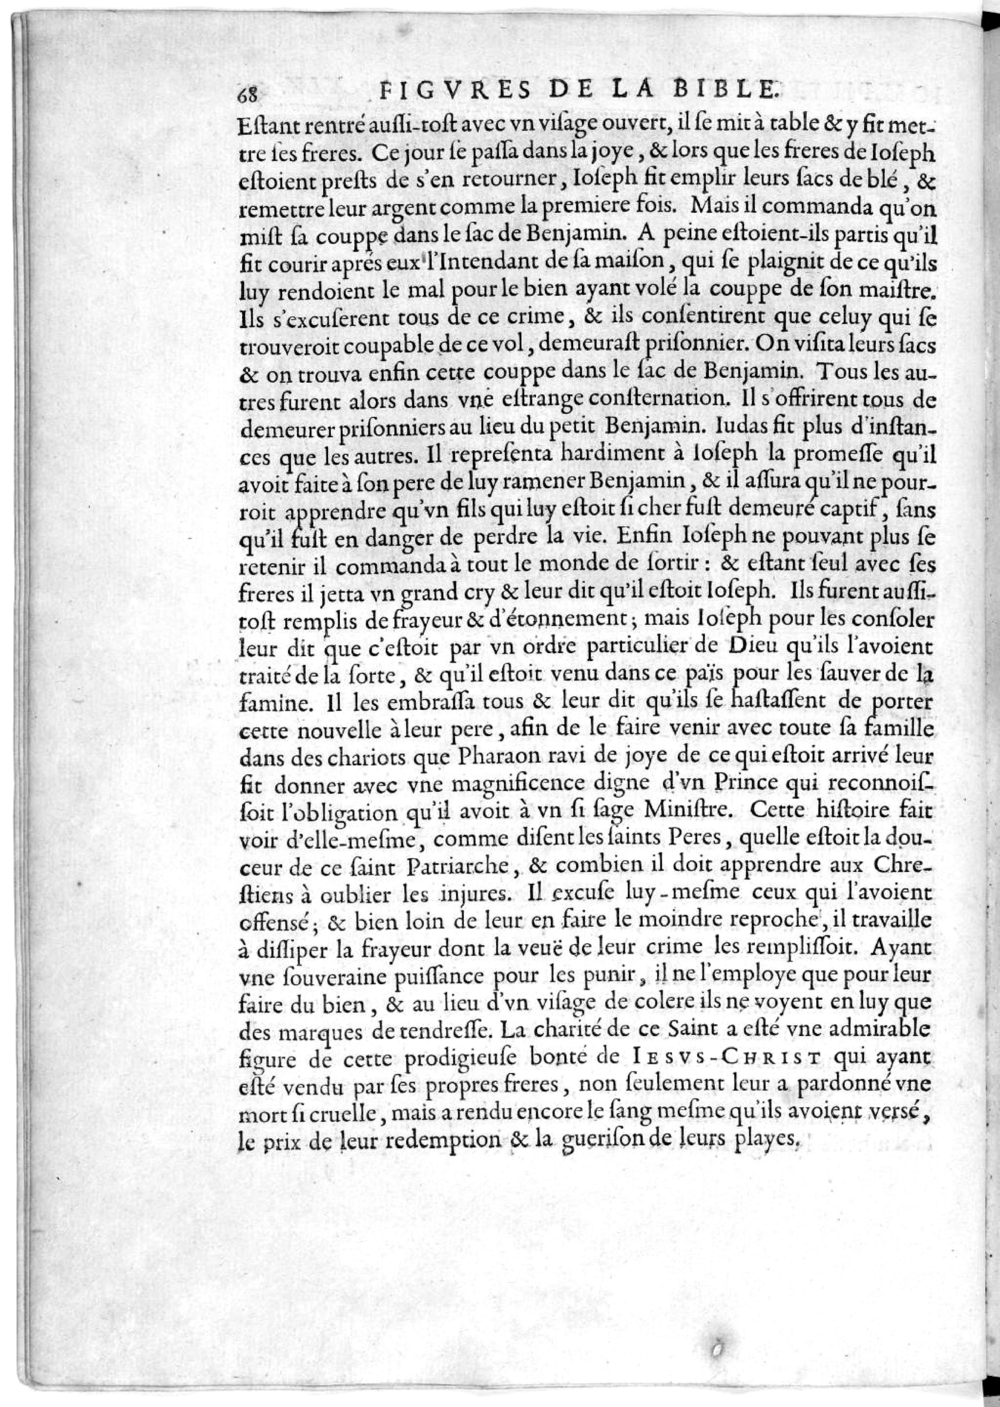 68 FIGVRES DE LA BIBLE.
Eſtant rentré auſſi-toſt avec vn viſage ouvert, il ſe mit à table & y fit met-
tre ſes freres. Ce jour ſe paſſa dans la joye, & lors que les freres de Ioſeph
eſtoient preſts de s'en retourner, Ioſeph fit emplir leurs ſacs de blé, &
remettre leur argent comme la premiere fois. Mais il commanda qu'on
miſt ſa couppe dans le ſac de Benjamin. A peine eſtoient-ils partis qu'il
fit courir aprés eux l'Intendant de ſa maiſon, qui ſe plaignit de ce qu'ils
luy rendoient le mal pour le bien ayant volé la couppe de ſon maiſtre.
Ils s'excuſerent tous de ce crime, & ils conſentirent que celuy qui ſe
trouveroit coupable de ce vol, demeuraſt priſonnier. On viſita leurs ſacs
& on trouva enfin cette couppe dans le ſac de Benjamin. Tous les au-
tres furent alors dans vne eſtrange conſternation. Il s'offrirent tous de
demeurer priſonniers au lieu du petit Benjamin. Iudas fit plus d'inſtan-
ces que les autres. Il repreſenta hardiment à Ioſeph la promeſſe qu'il
avoit faite à ſon pere de luy ramener Benjamin, & il aſſura qu'il ne pour-
roit apprendre qu'vn fils qui luy eſtoit ſi cher fuſt demeuré captif, ſans
qu'il fuſt en danger de perdre la vie. Enfin Ioſeph ne pouvant plus ſe
retenir il commanda à tout le monde de ſortir : & eſtant ſeul avec ſes
freres il jetta vn grand cry & leur dit qu'il eſtoit Ioſeph. Ils furent auſſi-
toſt remplis de frayeur & d'étonnement ; mais Ioſeph pour les conſoler
leur dit que c'eſtoit par vn ordre particulier de Dieu qu'ils l'avoient
traité de la ſorte, & qu'il eſtoit venu dans ce païs pour les ſauver de la
famine. Il les embraſſa tous & leur dit qu'ils ſe haſtaſſent de porter
cette nouvelle à leur pere, afin de le faire venir avec toute ſa famille
dans des chariots que Pharaon ravi de joye de ce qui eſtoit arrivé leur
fit donner avec vne magnificence digne d'vn Prince qui reconnoiſ-
ſoit l'obligation qu'il avoit à vn ſi ſage Miniſtre. Cette hiſtoire fait
voir d'elle-meſme, comme diſent les ſaints Peres, quelle eſtoit la dou-
ceur de ce ſaint Patriarche, & combien il doit apprendre aux Chre-
ſtiens à oublier les injures. Il excuſe luy-meſme ceux qui l'avoient
offensé ; & bien loin de leur en faire le moindre reproche, il travaille
à diſſiper la frayeur dont la veuë de leur crime les rempliſſoit. Ayant
vne ſouveraine puiſſance pour les punir, il ne l'employe que pour leur
faire du bien, & au lieu d'vn viſage de colere ils ne voyent en luy que
des marques de tendreſſe. La charité de ce Saint a eſté vne admirable
figure de cette prodigieuſe bonté de IESVS-CHRIST qui ayant
eſté vendu par ſes propres freres, non ſeulement leur a pardonné vne
mort ſi cruelle, mais a rendu encore le ſang meſme qu'ils avoient versé,
le prix de leur redemption & la gueriſon de leurs playes.